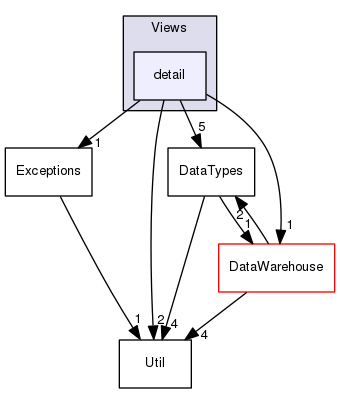 Views
detail
5
1
Exceptions
DataTypes
2
1
1
DataWarehouse
1
2
4
4
Util